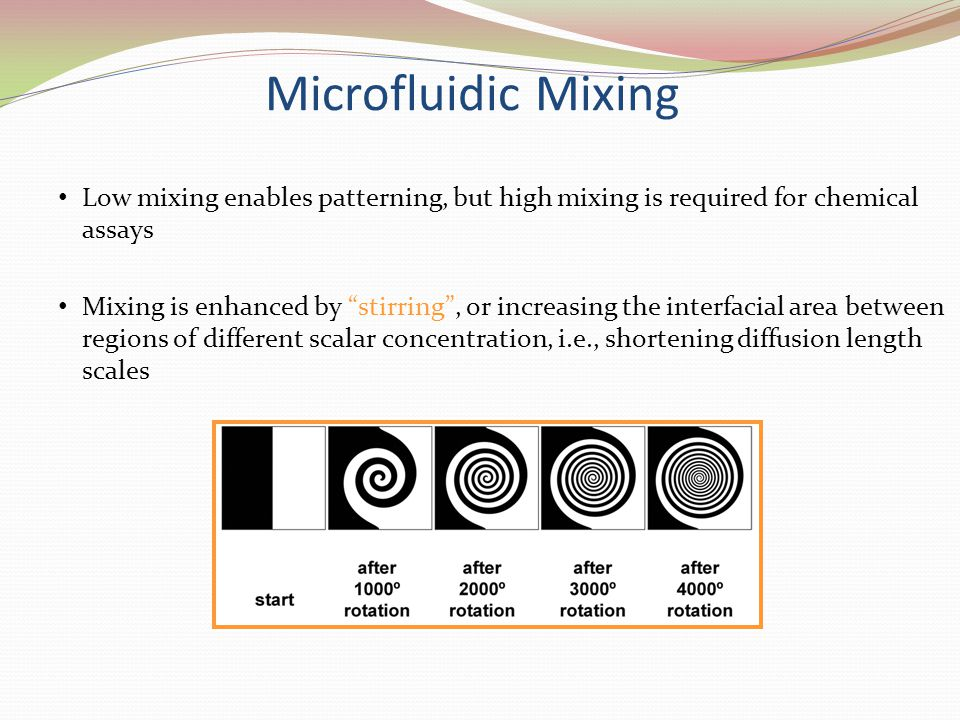 Microfluidic Mixing
• Low mixing enables patterning, but high mixing is required for chemical
assays
• Mixing is enhanced by “stirring”, or increasing the interfacial area between
regions of different scalar concentration, i.e., shortening diffusion length
scales
start
after
1000º
rotation
after
2000º
rotation
after
3000º
rotation
after
4000º
rotation